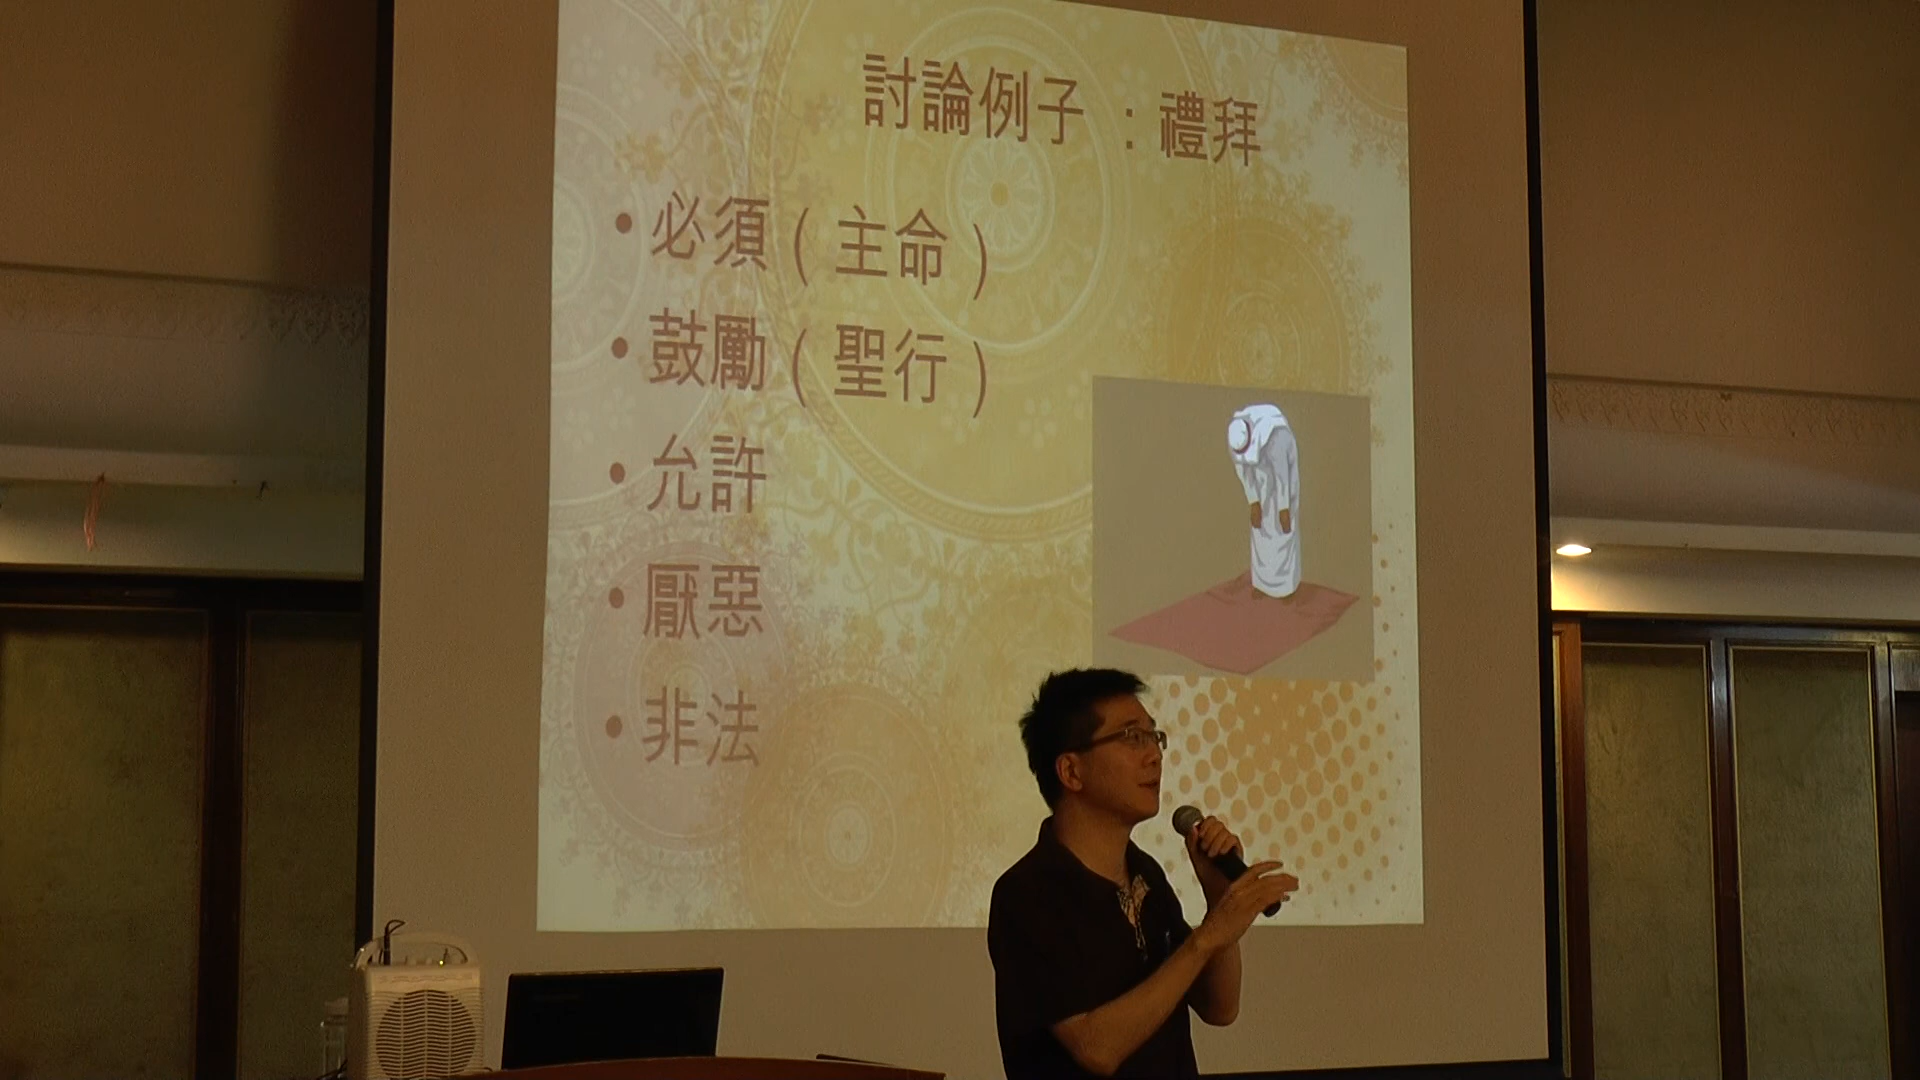 討論例子 ：禮拜
• 必須（主命）
• 鼓勵（聖行）
• 允許
• 厭惡
• 非法